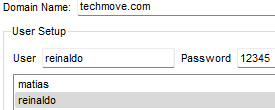 Domain Name: techmove.com
User Setup
User reinaldo Password 12345
matias
reinaldo